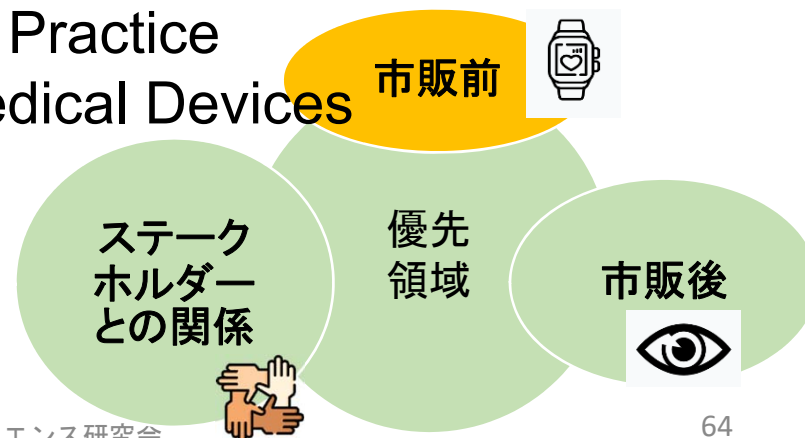 Practice
edical Devices
市販前
優先
領域
ステーク
ホルダー
との関係
市販後
エンス研究会
64